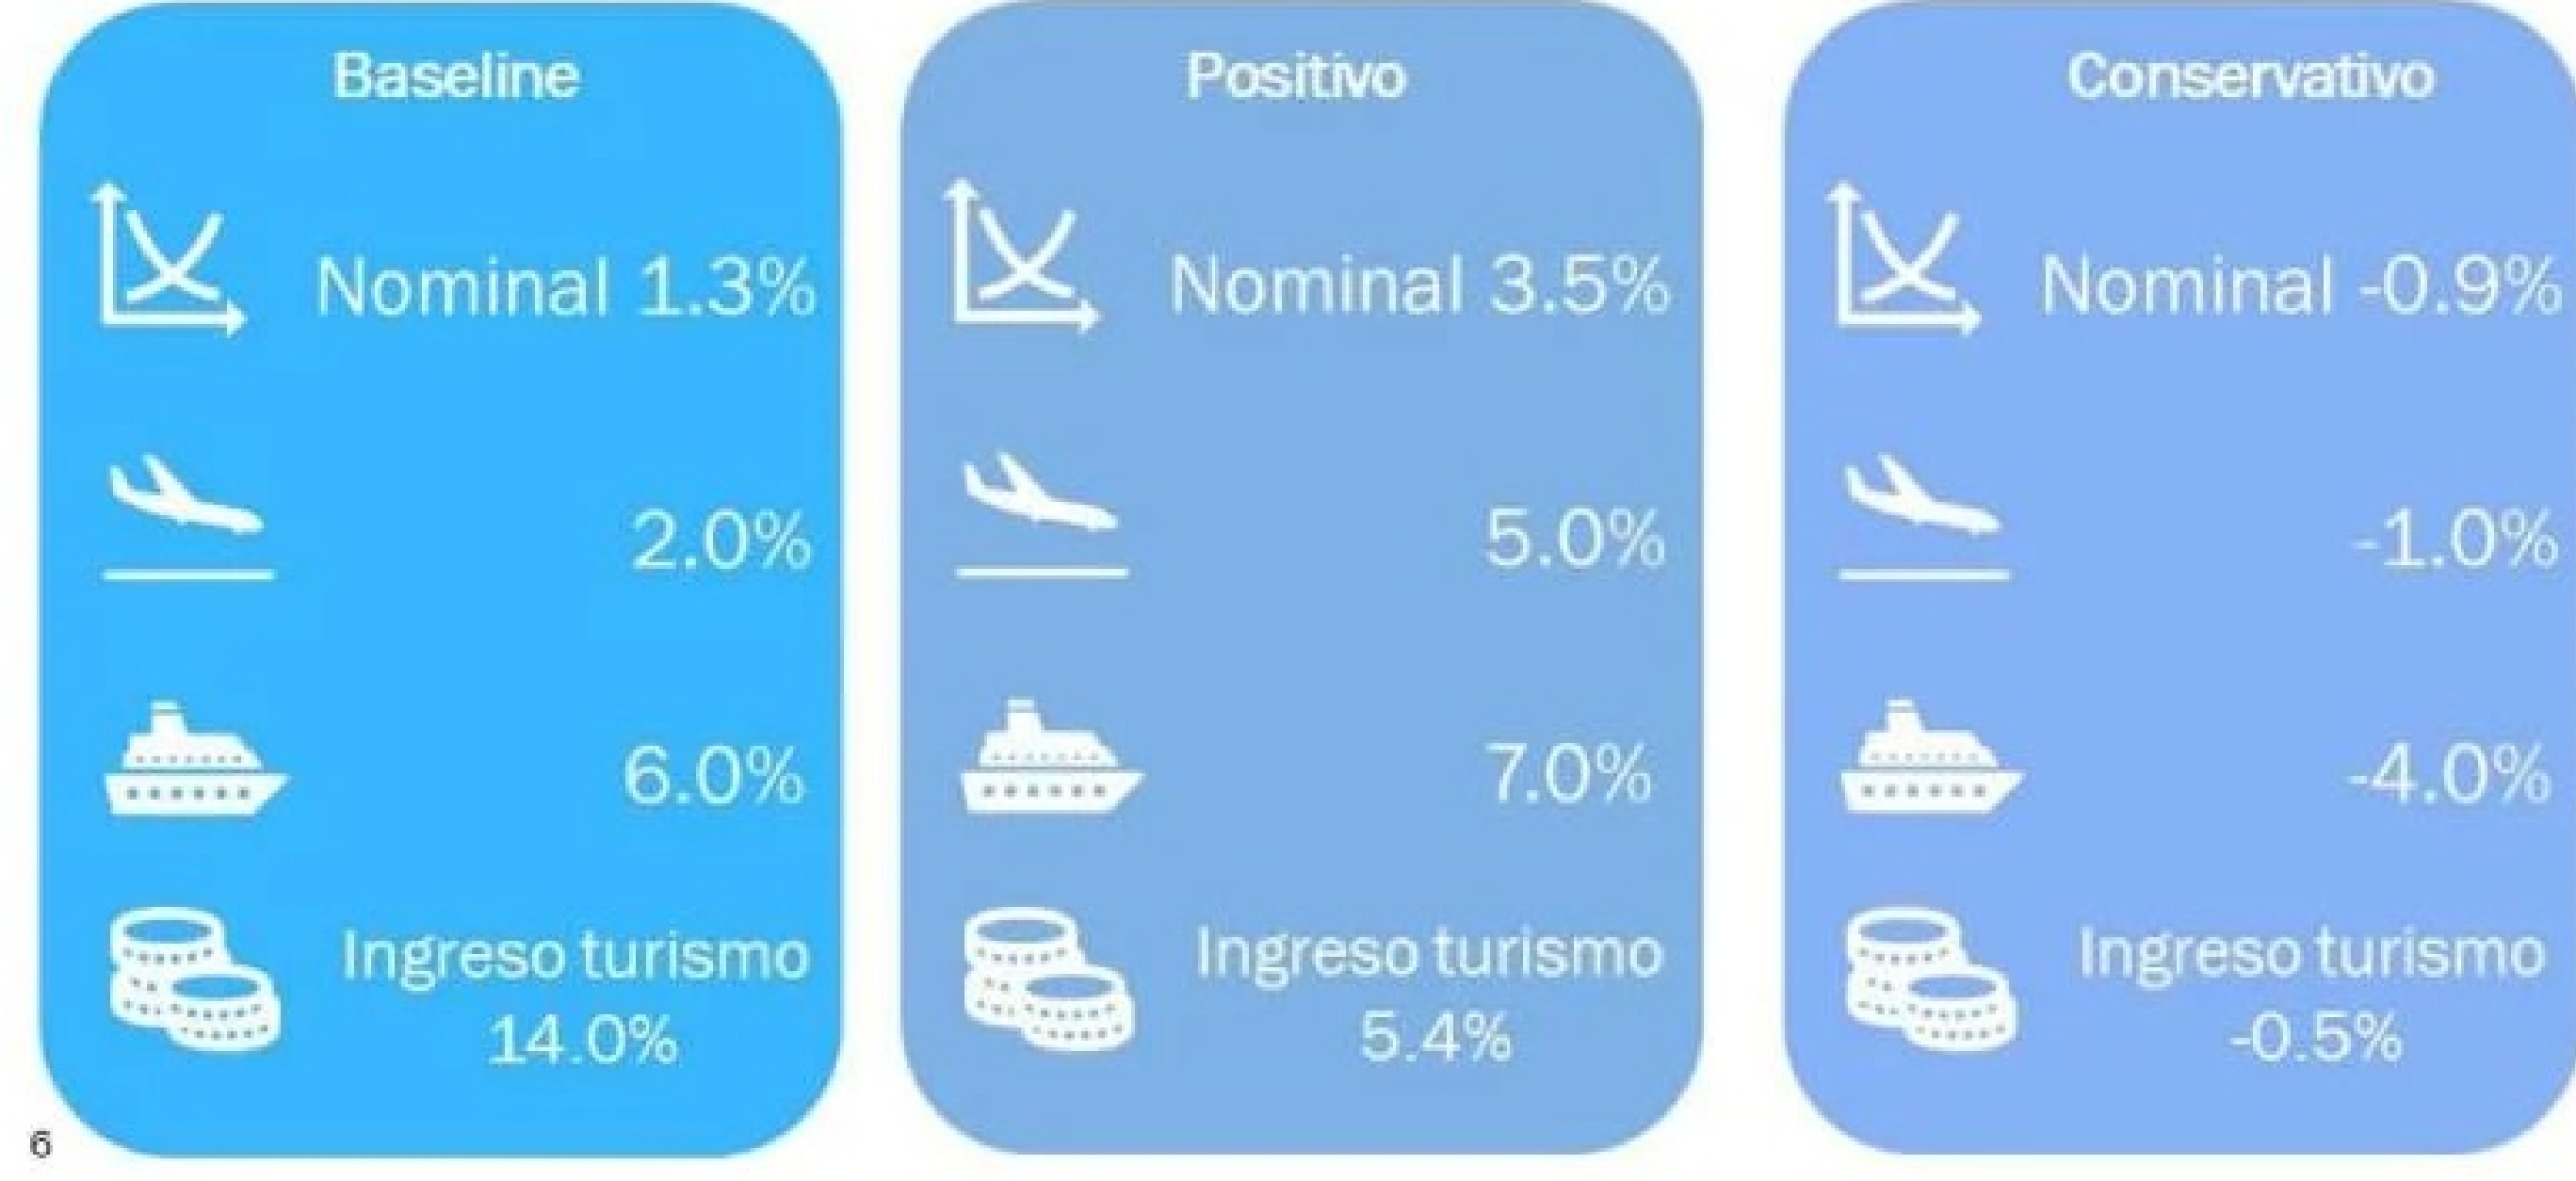 Baseline
Nominal 1.3%
2.0%
6.0%
Ingreso turismo
14.0%
Positivo
Nominal 3.5%
5.0%
7.0%
Ingreso turismo
5.4%
Conservativo
Nominal -0.9%
-1.0%
-4.0%
Ingreso turismo
-0.5%
6